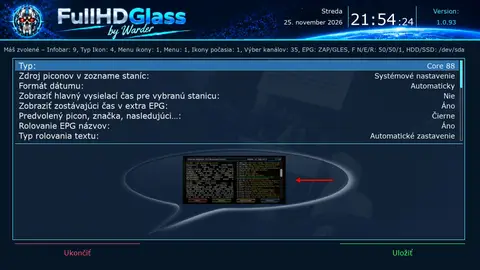 FullHDGlass
by Warder
Streda
25. november 2026
21:54:24
Version:
1.0.93
Máš zvolené – Infobar: 9, Typ Ikon: 4, Menu ikony: 1, Menu: 1, Ikony počasia: 1, Výber kanálov: 35, EPG: ZAP/GLES, F N/E/R: 50/50/1, HDD/SSD: /dev/sda
Typ: Core 88
Zdroj piconov v zozname staníc: Systémové nastavenie
Formát dátumu: Automaticky
Zobraziť hlavný vysielací čas pre vybranú stanicu: Nie
Zobraziť zostávajúci čas v extra EPG: Áno
Predvolený picon, značka, nasledujúci...: Čierne
Rolovanie EPG názvov: Áno
Typ rolovania textu: Automatické zastavenie
Ukončiť
Uložiť